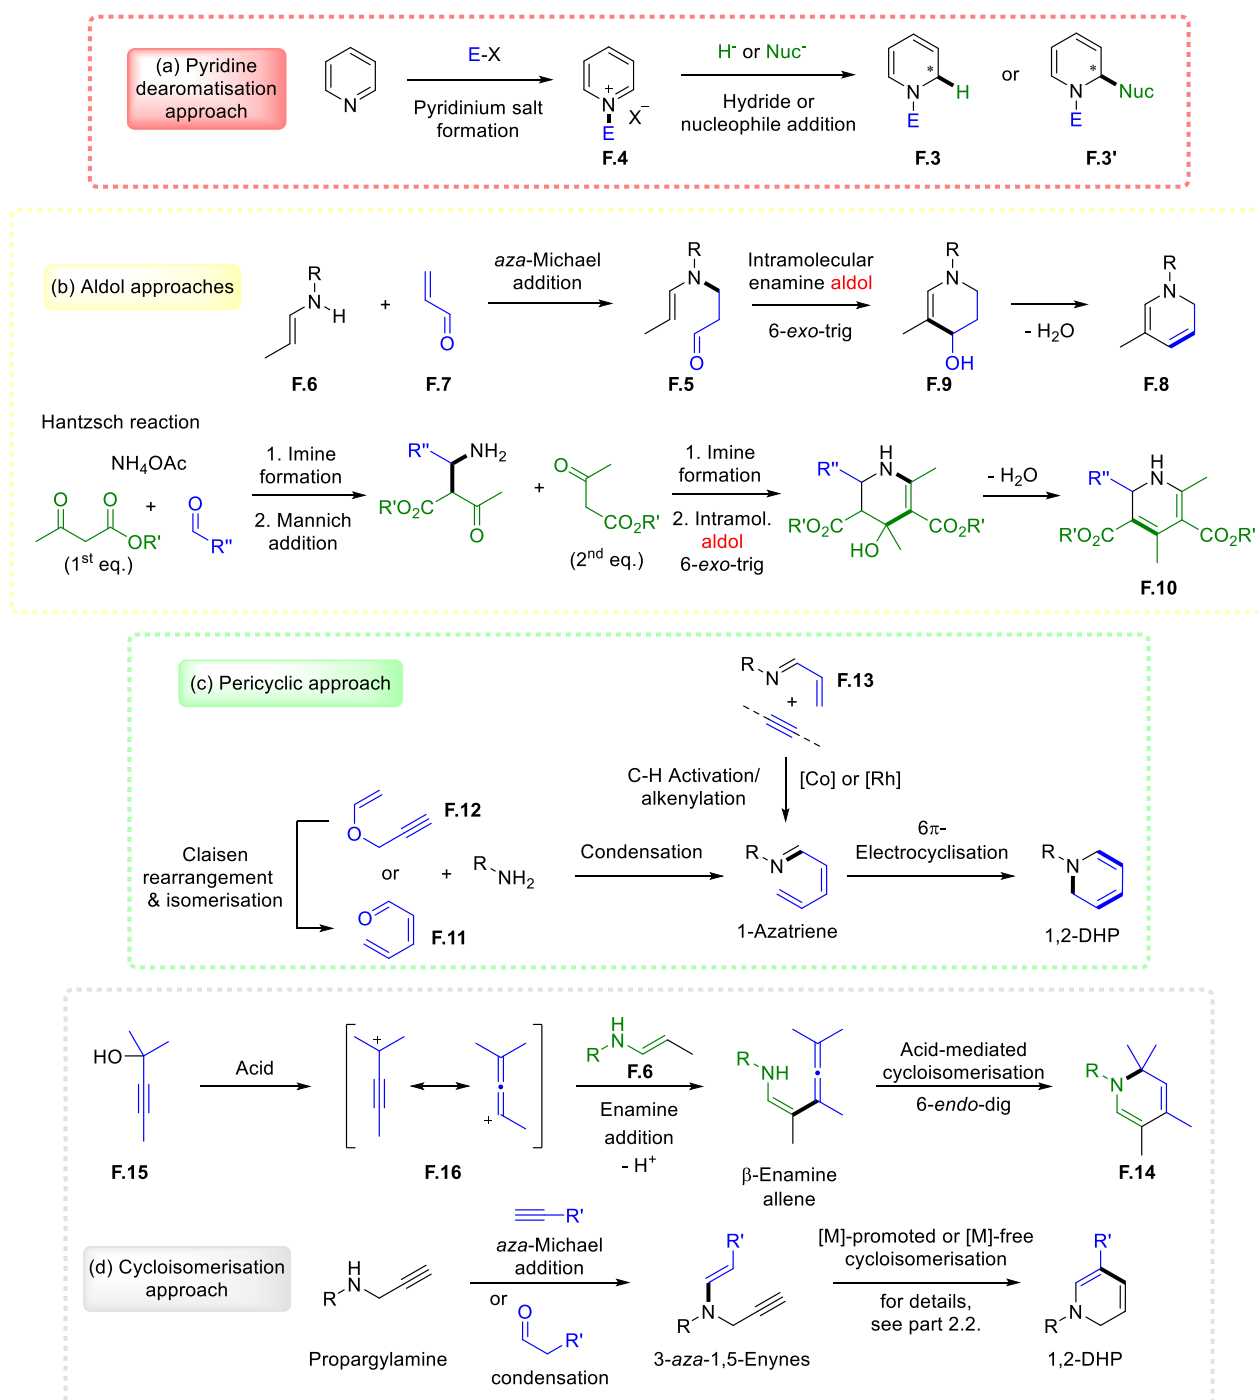 (a) Pyridine
dearomatisation
approach
N
E-X
Pyridinium salt
formation
N
+
E
X⁻
F.4
H⁻ or Nuc⁻
Hydride or
nucleophile addition
*
N
H
E
F.3
or
*
N
Nuc
E
F.3'
(b) Aldol approaches
R
N
H
F.6
+
O
F.7
aza-Michael
addition
R
N
O
F.5
Intramolecular
enamine aldol
6-exo-trig
R
N
OH
F.9
- H₂O
R
N
F.8
Hantzsch reaction
NH₄OAc
O
O
OR'
(1st eq.)
+
O
R"
1. Imine
formation
2. Mannich
addition
R"
NH₂
R'O₂C
O
+
O
CO₂R'
(2nd eq.)
1. Imine
formation
2. Intramol.
aldol
6-exo-trig
R"
H
N
R'O₂C
CO₂R'
HO
- H₂O
R"
H
N
R'O₂C
CO₂R'
F.10
(c) Pericyclic approach
R
N
F.13
+
C-H Activation/
alkenylation
[Co] or [Rh]
Claisen
rearrangement
& isomerisation
O
F.12
or
O
F.11
+
R
NH₂
Condensation
R
N
1-Azatriene
6π-
Electrocyclisation
R
N
1,2-DHP
HO
F.15
Acid
+
+
F.16
H
N
R
F.6
Enamine
addition
- H⁺
R
NH
β-Enamine
allene
Acid-mediated
cycloisomerisation
6-endo-dig
R
N
F.14
(d) Cycloisomerisation
approach
H
N
R
Propargylamine
R'
aza-Michael
addition
or
O
R'
condensation
R'
N
R
3-aza-1,5-Enynes
[M]-promoted or [M]-free
cycloisomerisation
for details,
see part 2.2.
R'
N
R
1,2-DHP